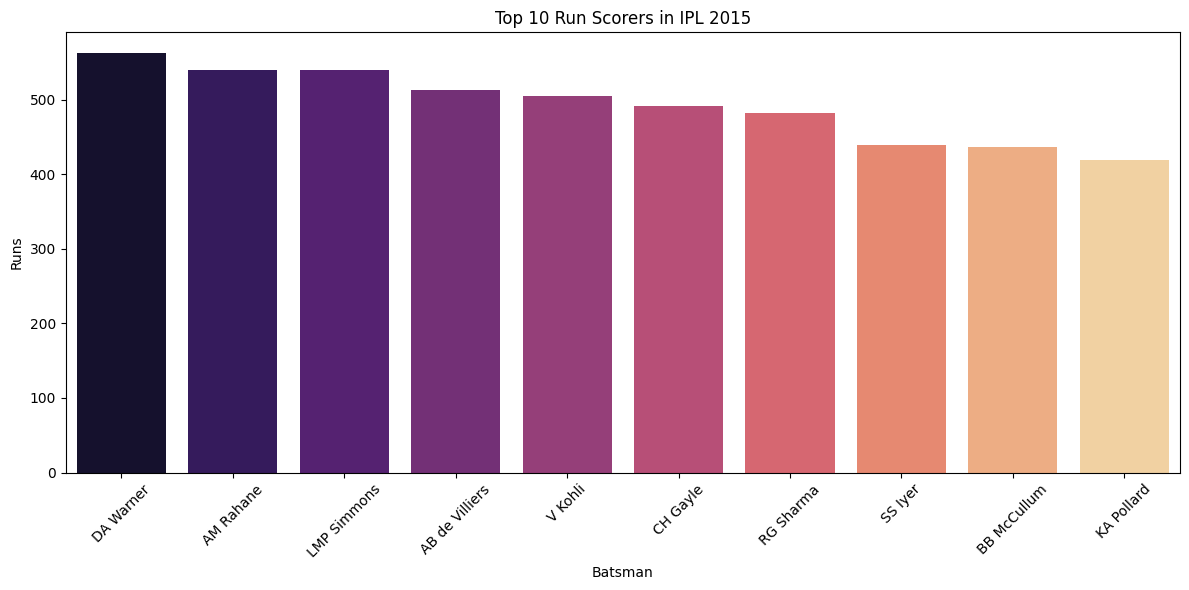 Top 10 Run Scorers in IPL 2015
Runs
500
400
300
200
100
0
DA Warner
AM Rahane
LMP Simmons
AB de Villiers
V Kohli
CH Gayle
RG Sharma
SS Iyer
BB McCullum
KA Pollard
Batsman